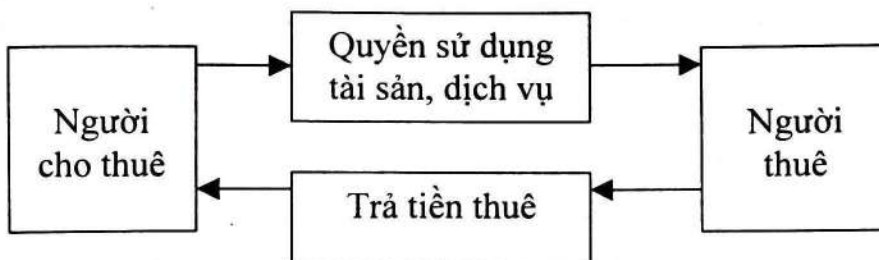 Người
cho thuê
Quyền sử dụng
tài sản, dịch vụ
Trả tiền thuê
Người
thuê